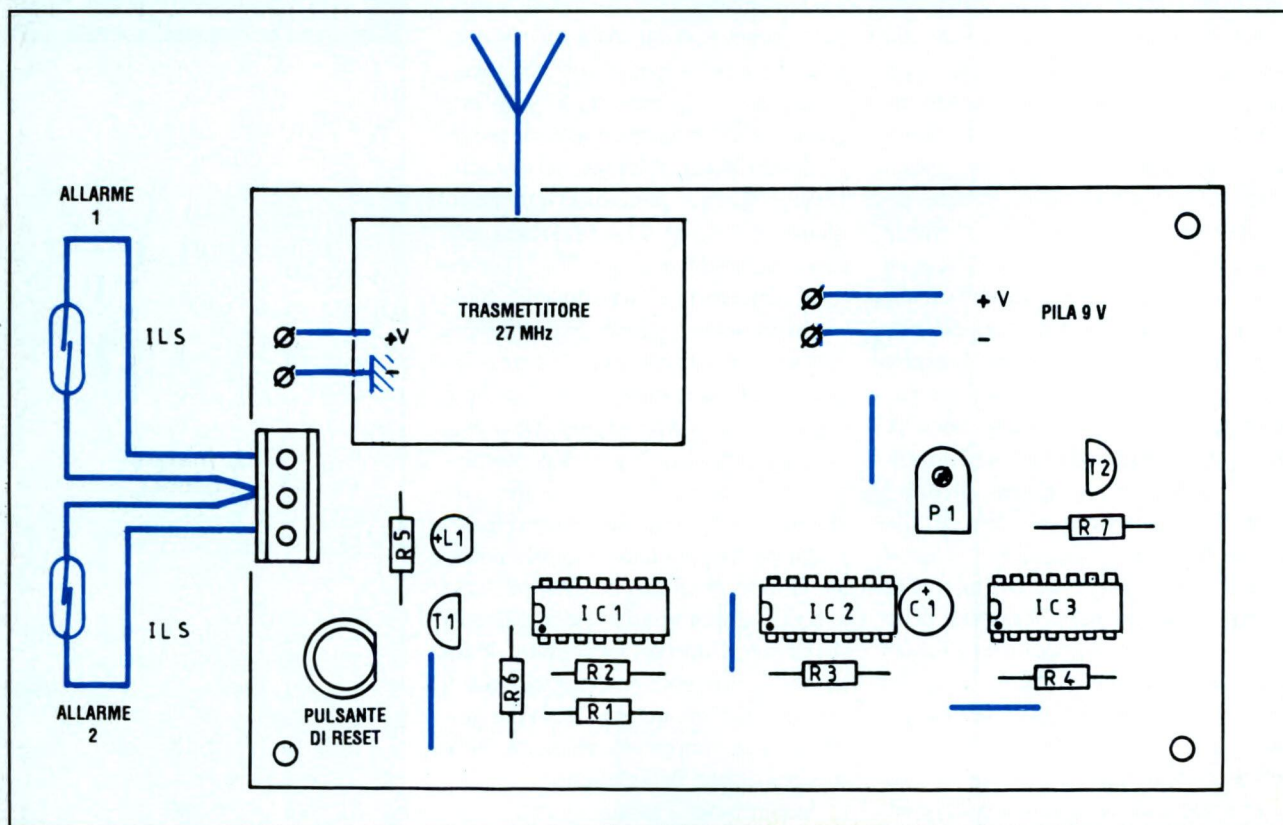 ALLARME
1
ILS
TRASMETTITORE
27 MHz
+V
-
+ V
-
PILA 9 V
T2
P1
R 7
R5
+L1
IC1
IC2
+
C1
IC3
T1
R6
R2
R3
R4
R1
ILS
ALLARME
2
PULSANTE
DI RESET